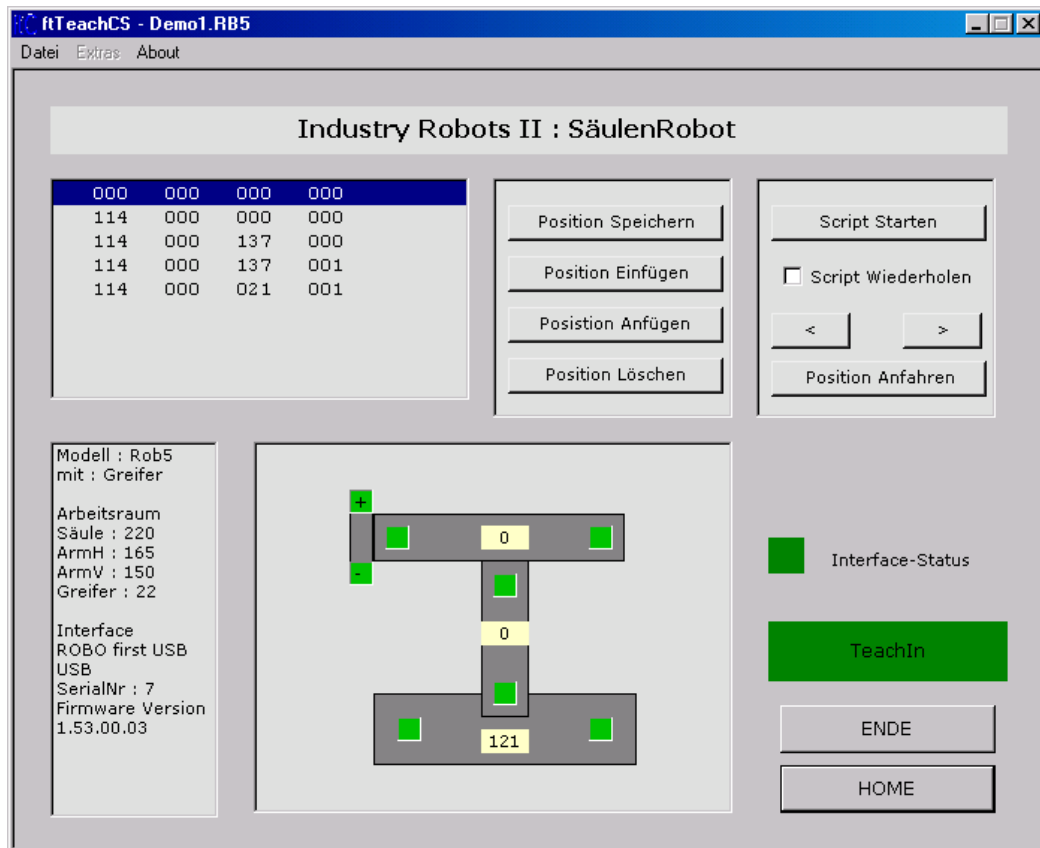 ftTeachCS - Demo1.RB5
Datei Extras About
Industry Robots II : SäulenRobot
000 000 000 000
114 000 000 000
114 000 137 000
114 000 137 001
114 000 021 001
Position Speichern
Position Einfügen
Posistion Anfügen
Position Löschen
Script Starten
Script Wiederholen
< >
Position Anfahren
Modell : Rob5
mit : Greifer
Arbeitsraum
Säule : 220
ArmH : 165
ArmV : 150
Greifer : 22
Interface
ROBO first USB
USB
SerialNr : 7
Firmware Version
1.53.00.03
+
0
-
0
121
Interface-Status
TeachIn
ENDE
HOME